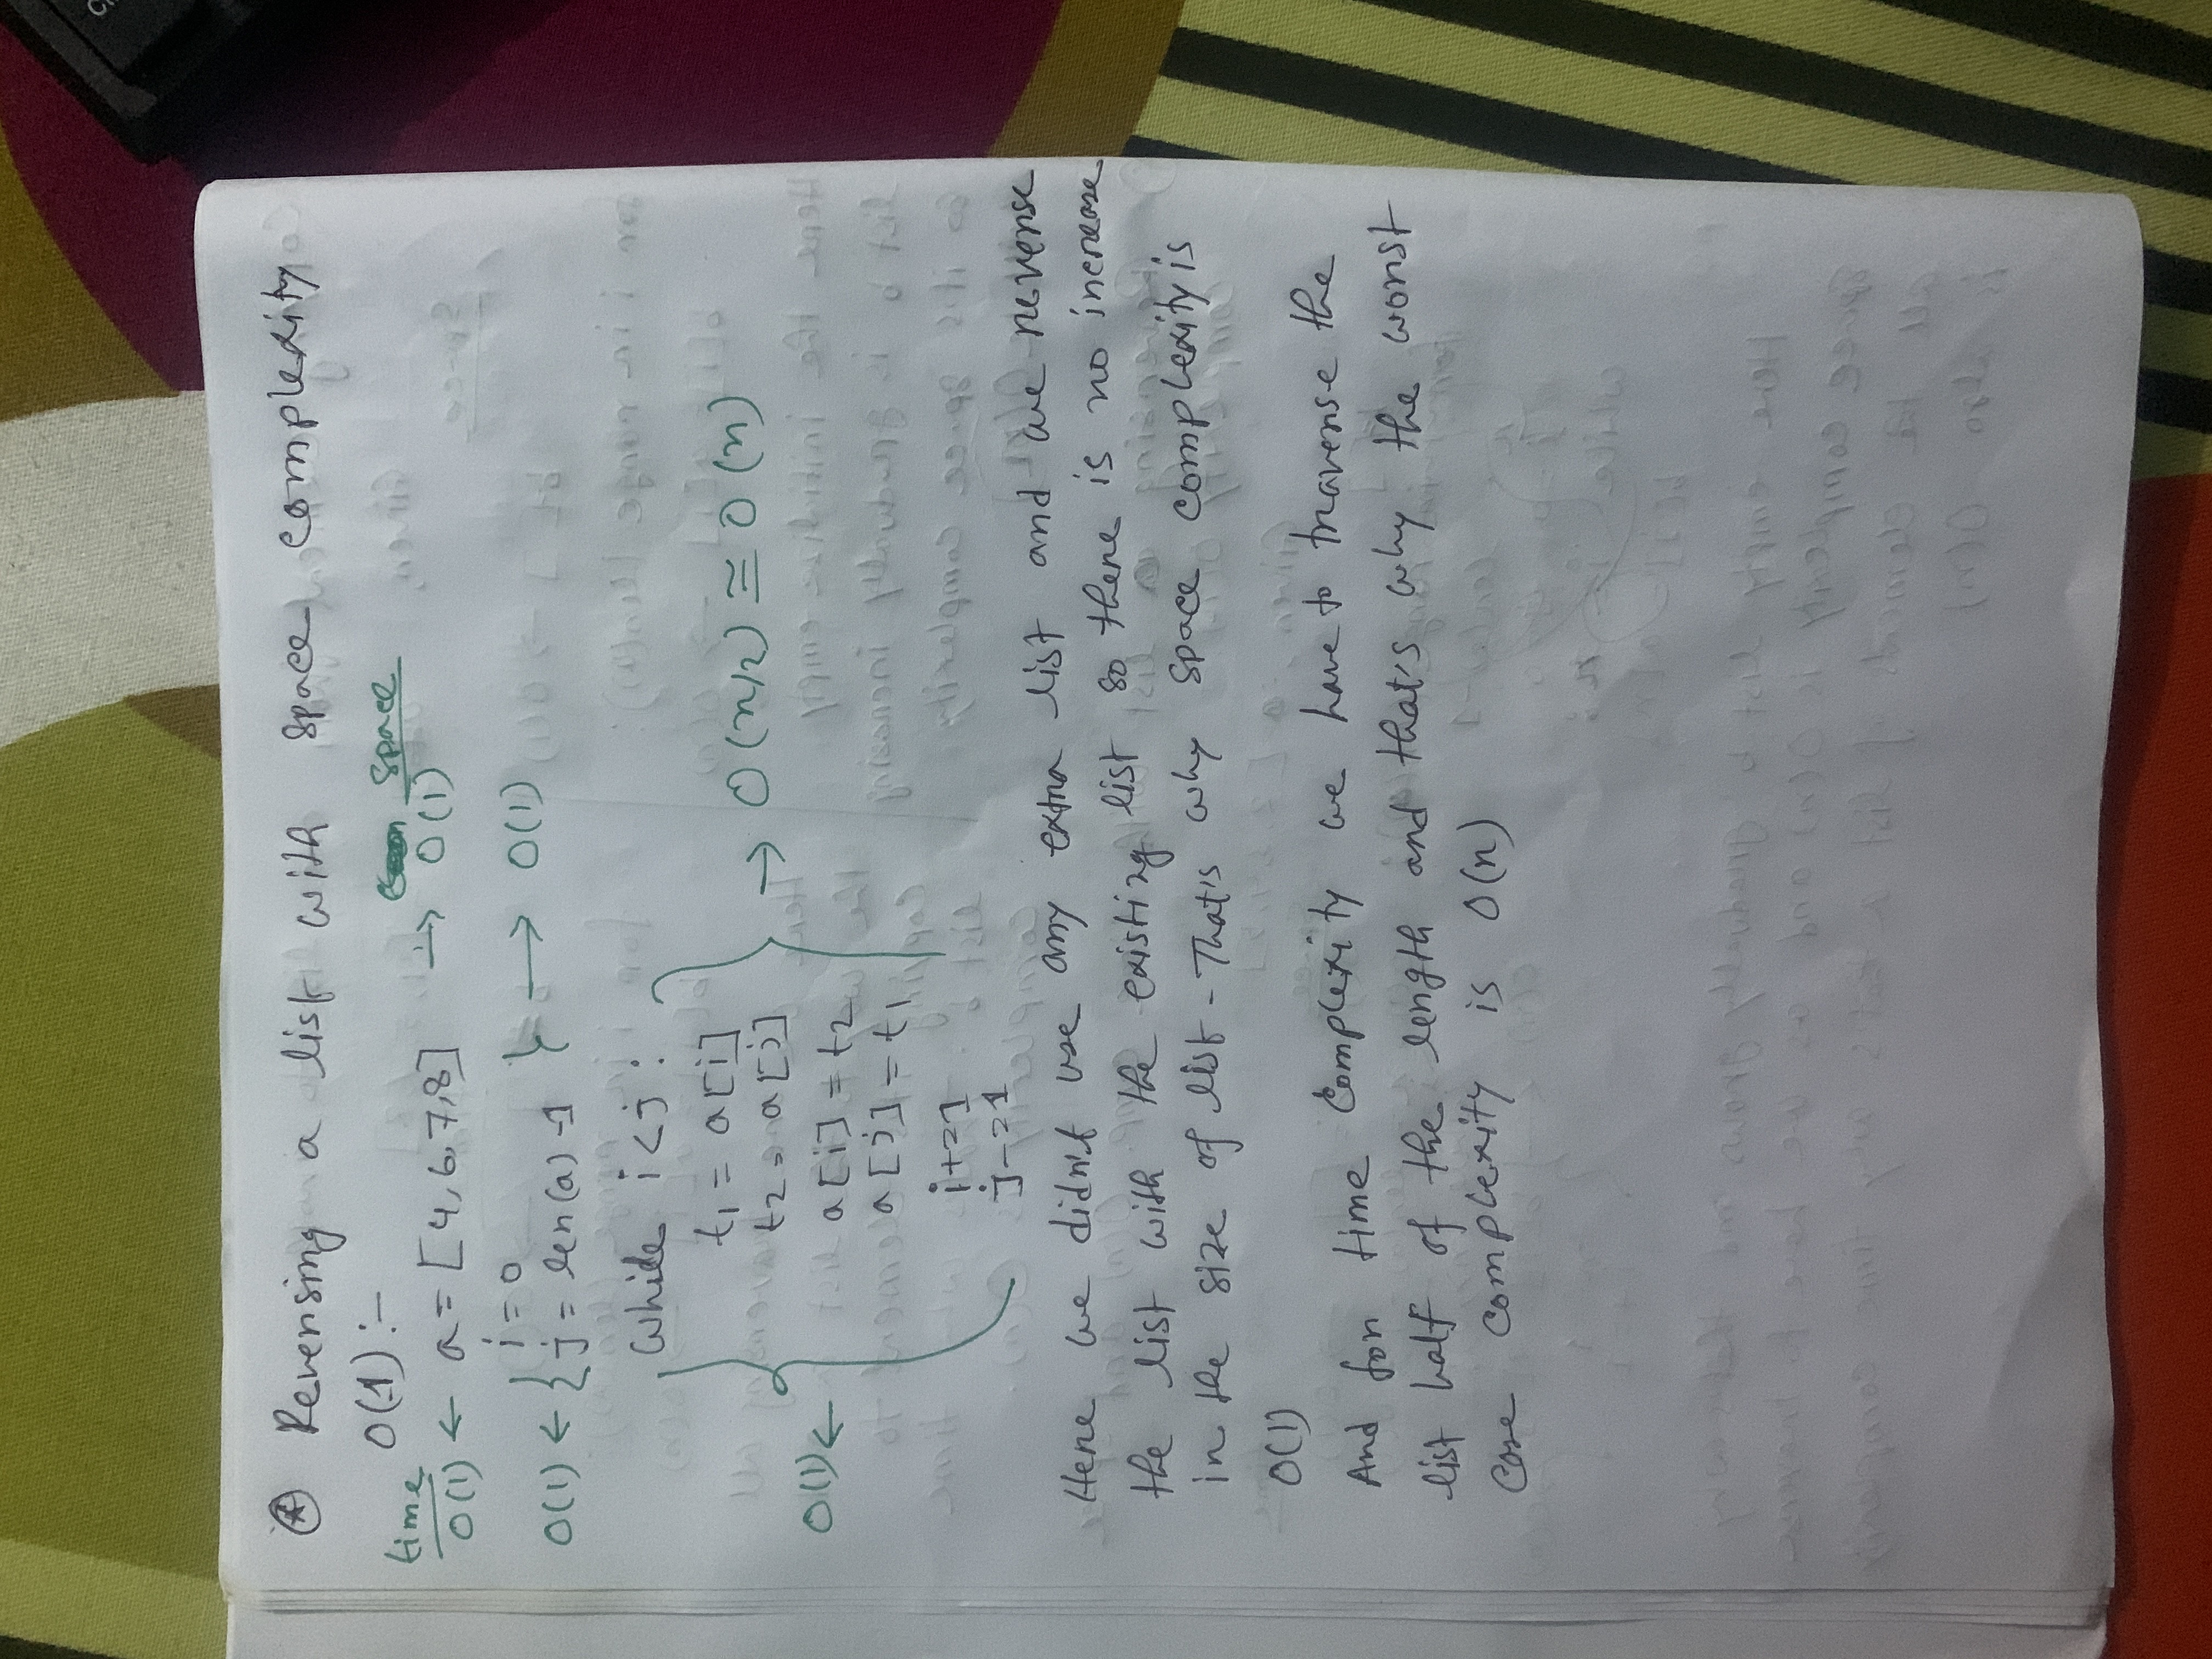 ⊛ Reversing a list with space complexity
O(1) :-
time space
O(1) ← a = [4, 6, 7, 8] → O(1)
i = 0
O(1) ← { j = len(a) -1 } → O(1)
While i < j :
t1 = a[i]
t2 = a[j] → O(n/2) ≅ O(n)
O(1) ← a[i] = t2
a[j] = t1
i+=1
j-=1
Here we didn't use any extra list and we reverse
the list with the existing list so there is no increase
in the size of list - That's why space complexity is
O(1)
And for time Complexity we have to traverse the
list half of the length and that's why the worst
case complexity is O(n)